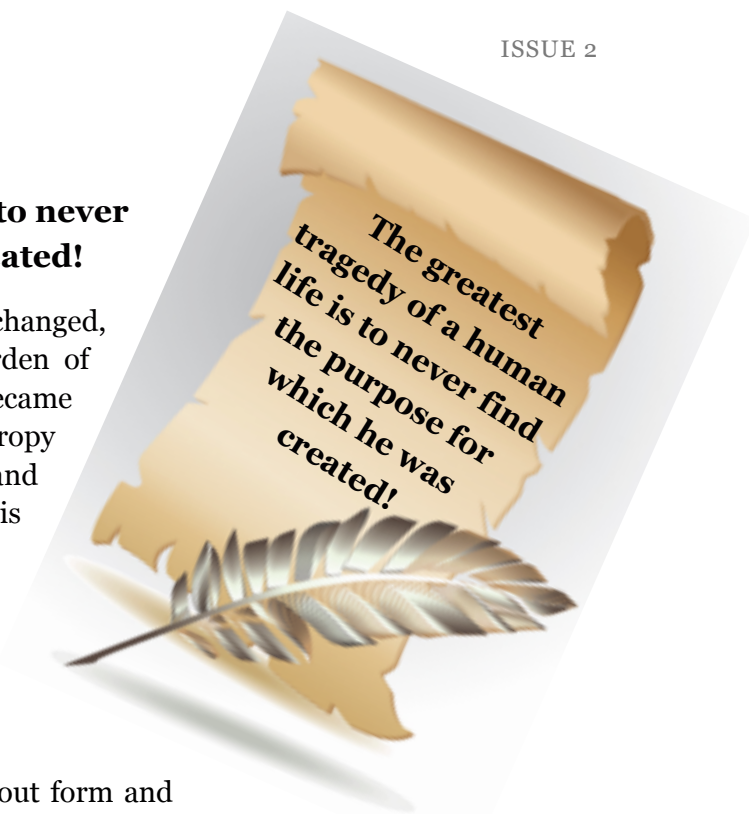 ISSUE 2
to never
ated!
changed,
rden of
ecame
ropy
and
is
The greatest
tragedy of a human
life is to never find
the purpose for
which he was
created!
out form and